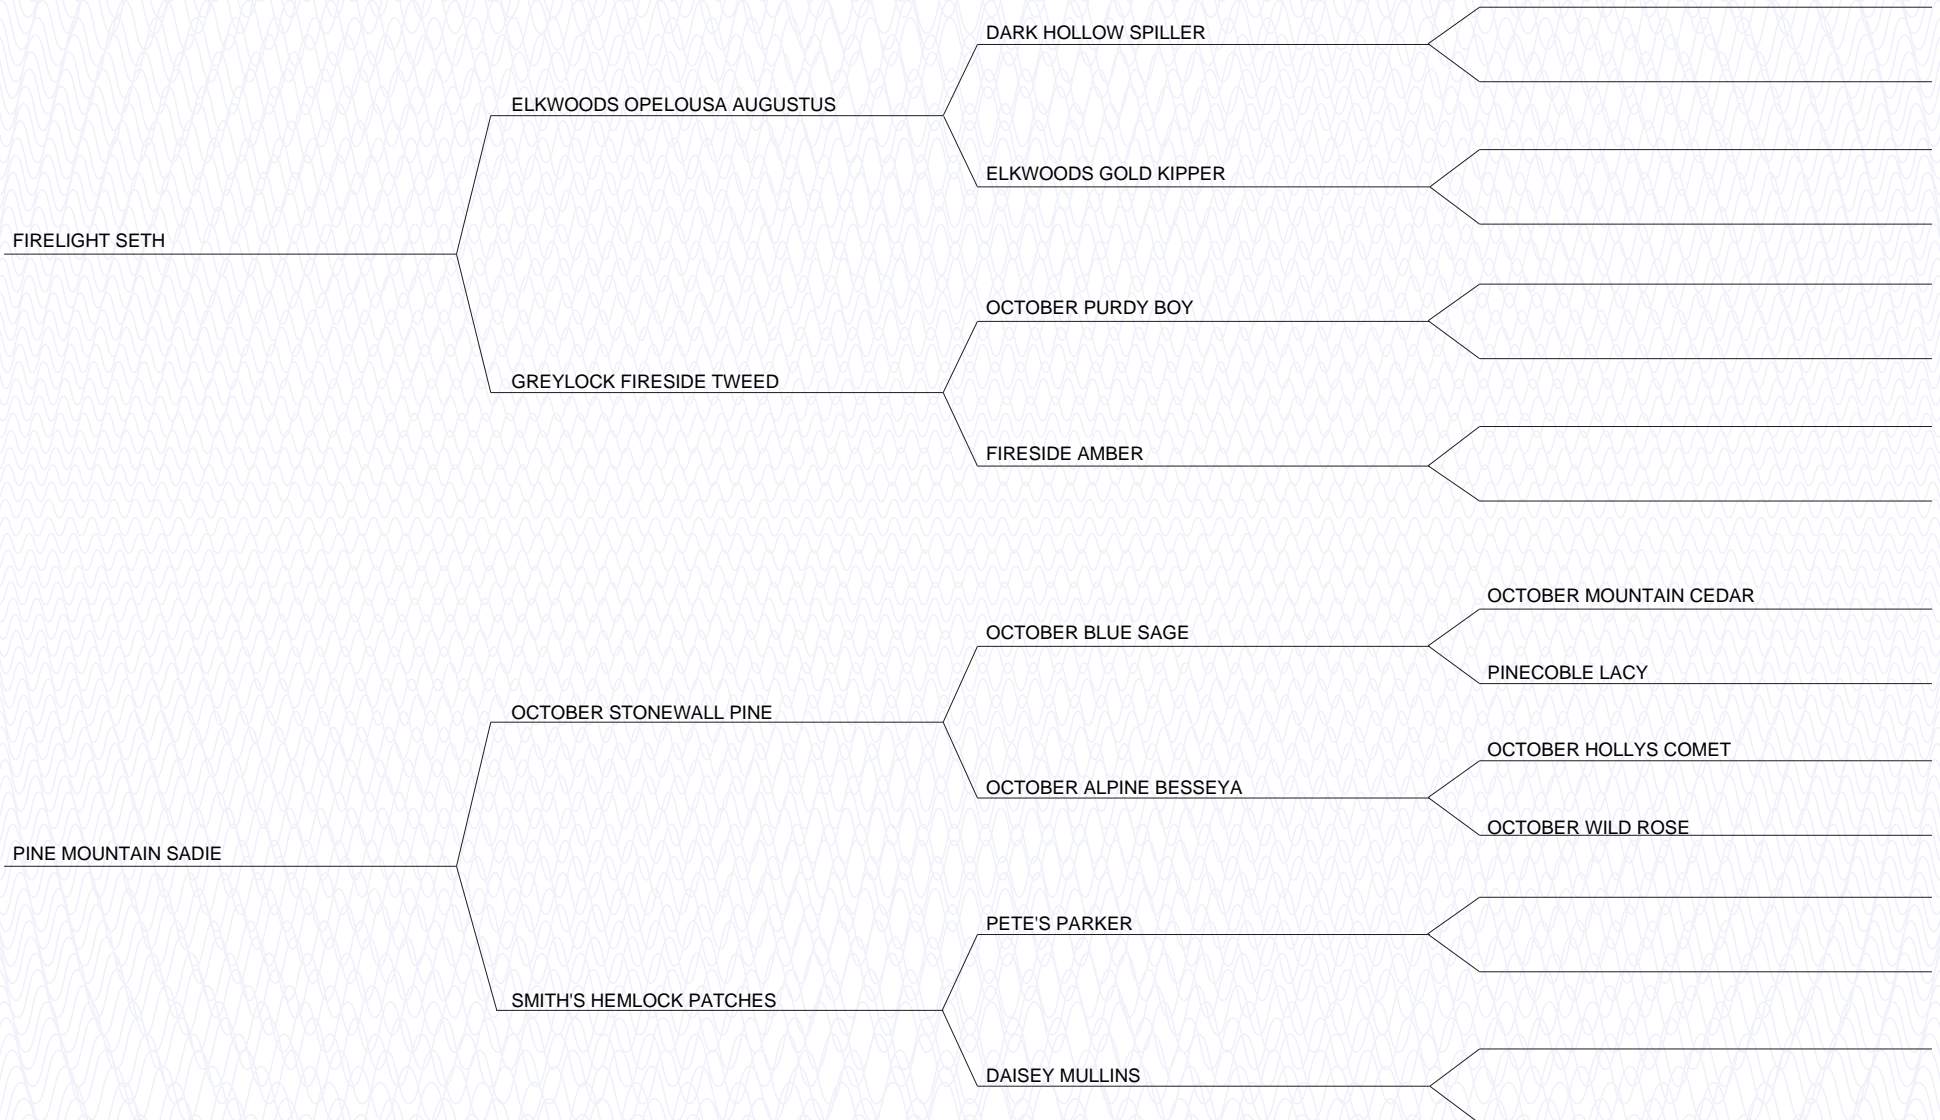 DARK HOLLOW SPILLER
ELKWOODS OPELOUSA AUGUSTUS
ELKWOODS GOLD KIPPER
FIRELIGHT SETH
OCTOBER PURDY BOY
GREYLOCK FIRESIDE TWEED
FIRESIDE AMBER
OCTOBER MOUNTAIN CEDAR
OCTOBER BLUE SAGE
PINECOBLE LACY
OCTOBER STONEWALL PINE
OCTOBER HOLLYS COMET
OCTOBER ALPINE BESSEYA
OCTOBER WILD ROSE
PINE MOUNTAIN SADIE
PETE'S PARKER
SMITH'S HEMLOCK PATCHES
DAISEY MULLINS